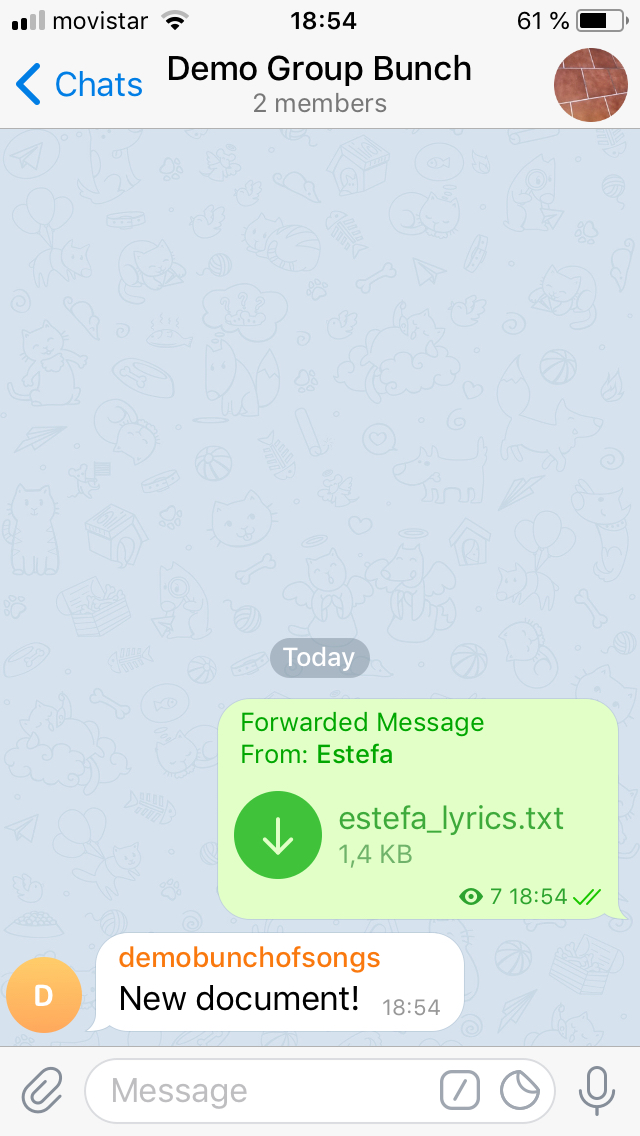 movistar 18:54 61 %
Chats Demo Group Bunch
2 members
Today
Forwarded Message
From: Estefa
estefa_lyrics.txt
1,4 KB
7 18:54
demobunchofsongs
D
New document! 18:54
Message